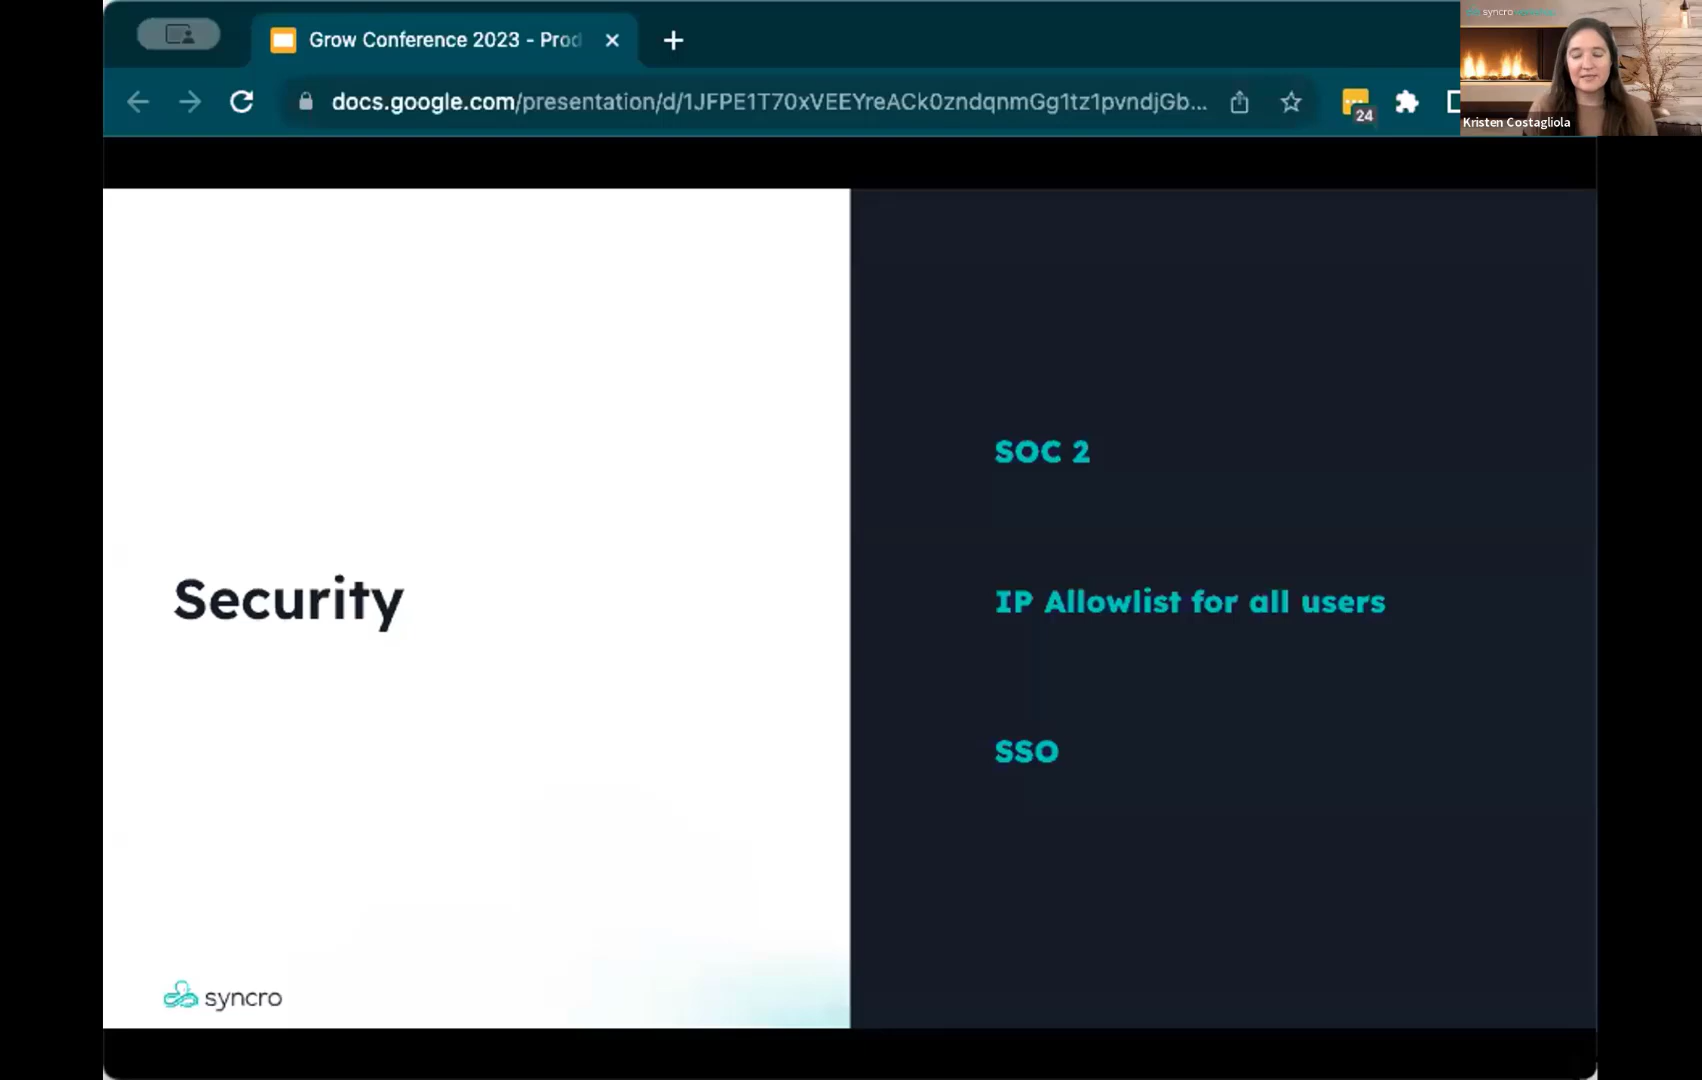 Grow Conference 2023 - Prod
docs.google.com/presentation/d/1JFPE1T70xVEEYreACk0zndqnmGg1tz1pvndjGb...
24
syncro
Kristen Costagliola
Security
SOC 2
IP Allowlist for all users
SSO
syncro